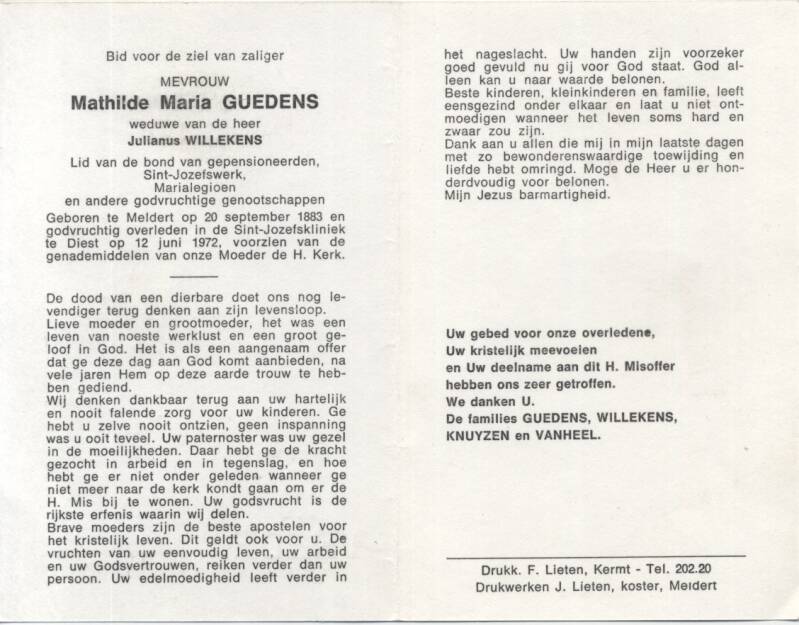 Bid voor de ziel van zaliger
MEVROUW
Mathilde Maria GUEDENS
weduwe van de heer
Julianus WILLEKENS
Lid van de bond van gepensioneerden,
Sint-Jozefswerk,
Marialegioen
en andere godvruchtige genootschappen
Geboren te Meldert op 20 september 1883 en
godvruchtig overleden in de Sint-Jozefskliniek
te Diest op 12 juni 1972, voorzien van de
genademiddelen van onze Moeder de H. Kerk.
De dood van een dierbare doet ons nog le-
vendiger terug denken aan zijn levensloop.
Lieve moeder en grootmoeder, het was een
leven van noeste werklust en een groot ge-
loof in God. Het is als een aangenaam offer
dat ge deze dag aan God komt aanbieden, na
vele jaren Hem op deze aarde trouw te heb-
ben gediend.
Wij denken dankbaar terug aan uw hartelijk
en nooit falende zorg voor uw kinderen. Ge
hebt u zelve nooit ontzien, geen inspanning
was u ooit teveel. Uw paternoster was uw gezel
in de moeilijkheden. Daar hebt ge de kracht
gezocht in arbeid en in tegenslag, en hoe
hebt ge er niet onder geleden wanneer ge
niet meer naar de kerk kondt gaan om er de
H. Mis bij te wonen. Uw godsvrucht is de
rijkste erfenis waarin wij delen.
Brave moeders zijn de beste apostelen voor
het kristelijk leven. Dit geldt ook voor u. De
vruchten van uw eenvoudig leven, uw arbeid
en uw Godsvertrouwen, reiken verder dan uw
persoon. Uw edelmoedigheid leeft verder in
het nageslacht. Uw handen zijn voorzeker
goed gevuld nu gij voor God staat. God al-
leen kan u naar waarde belonen.
Beste kinderen, kleinkinderen en familie, leeft
eensgezind onder elkaar en laat u niet ont-
moedigen wanneer het leven soms hard en
zwaar zou zijn.
Dank aan u allen die mij in mijn laatste dagen
met zo bewonderenswaardige toewijding en
liefde hebt omringd. Moge de Heer u er hon-
derdvoudig voor belonen.
Mijn Jezus barmartigheid.
Uw gebed voor onze overledene,
Uw kristelijk meevoelen
en Uw deelname aan dit H. Misoffer
hebben ons zeer getroffen.
We danken U.
De families GUEDENS, WILLEKENS,
KNUYZEN en VANHEEL.
Drukk. F. Lieten, Kermt - Tel. 202.20
Drukwerken J. Lieten, koster, Meldert